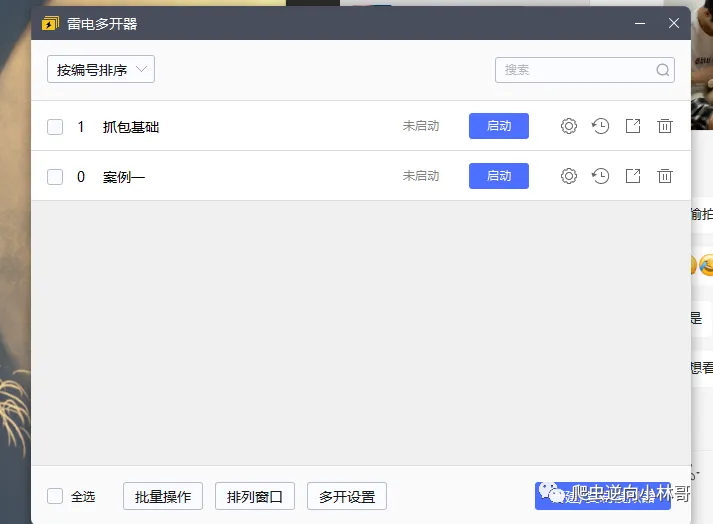 雷电多开器
按编号排序
搜索
1 抓包基础 未启动 启动
0 案例一 未启动 启动
全选 批量操作 排列窗口 多开设置
爬虫逆向小林哥
偷拍
是
想看